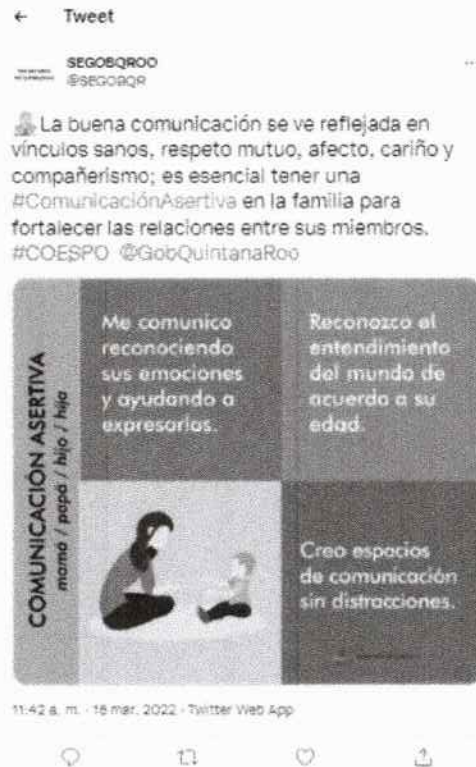 ← Tweet
SEGOBQROO
@SEGOBQR
La buena comunicación se ve reflejada en
vínculos sanos, respeto mutuo, afecto, cariño y
compañerismo; es esencial tener una
#ComunicaciónAsertiva en la familia para
fortalecer las relaciones entre sus miembros.
#COESPO @GobQuintanaRoo
COMUNICACIÓN ASERTIVA
mamá / papá / hijo / hija
Me comunico
reconociendo
sus emociones
y ayudando a
expresarlas.
Reconozco el
entendimiento
del mundo de
acuerdo a su
edad.
Creo espacios
de comunicación
sin distracciones.
11:42 a. m. · 16 mar. 2022 · Twitter Web App